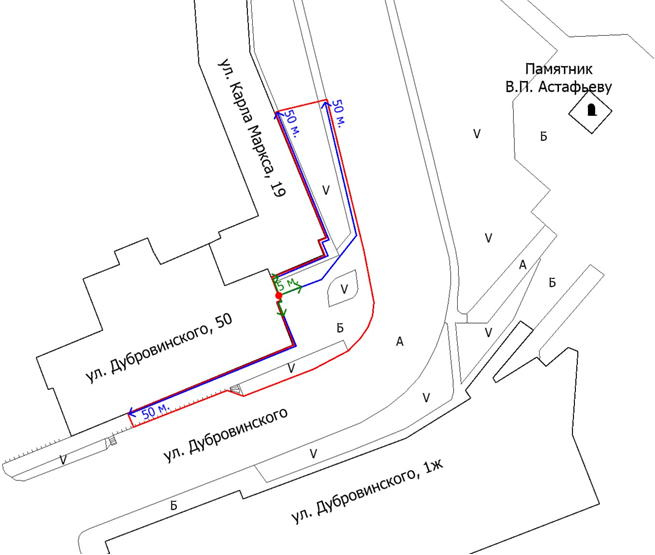 Памятник
В.П. Астафьеву
ул. Карла Маркса, 19
50 м.
50 м.
V
Б
V
V
А
Б
5 м.
V
ул. Дубровинского, 50
Б
А
V
V
V
50 м.
ул. Дубровинского
V
V
ул. Дубровинского, 1ж
Б